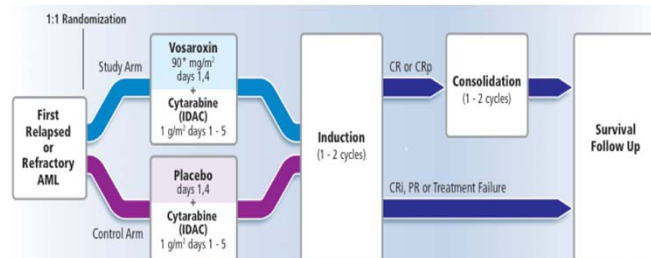 1:1 Randomization
Study Arm
Vosaroxin
90* mg/m²
days 1,4
+
Cytarabine
(IDAC)
1 g/m² days 1 - 5
First
Relapsed
or
Refractory
AML
Placebo
days 1,4
+
Cytarabine
(IDAC)
1 g/m² days 1 - 5
Control Arm
Induction
(1 - 2 cycles)
CR or CRp
Consolidation
(1 - 2 cycles)
CRi, PR or Treatment Failure
Survival
Follow Up